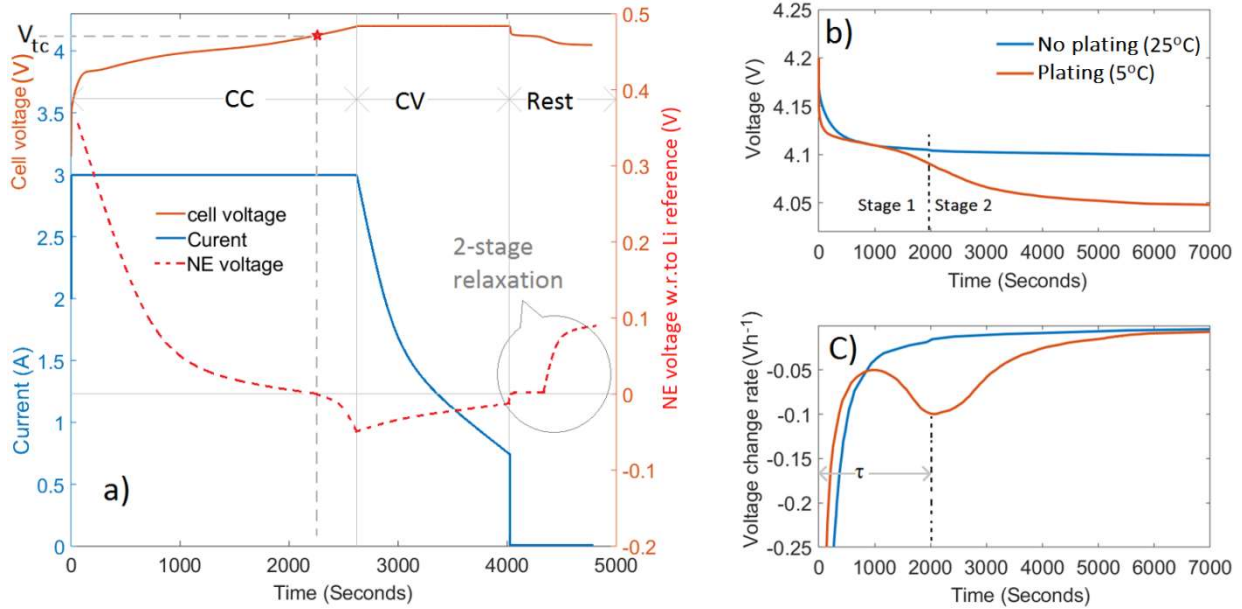 0.5
V
tc
4
0.4
CC
CV
Rest
3.5
Cell voltage (V)
NE voltage w.r.to Li reference (V)
3
0.3
cell voltage
Curent
NE voltage
2.5
2-stage
relaxation
0.2
2
0.1
1.5
Current (A)
1
0
0.5
a)
-0.1
0
-0.2
0
1000
2000
3000
4000
5000
Time (Seconds)
4.25
b)
No plating (25°C)
Plating (5°C)
4.2
Voltage (V)
4.15
4.1
Stage 1
Stage 2
4.05
0 1000 2000 3000 4000 5000 6000 7000
Time (Seconds)
C)
-0.05
-0.1
Voltage change rate(Vh-1)
-0.15
τ
-0.2
-0.25
0 1000 2000 3000 4000 5000 6000 7000
Time (Seconds)